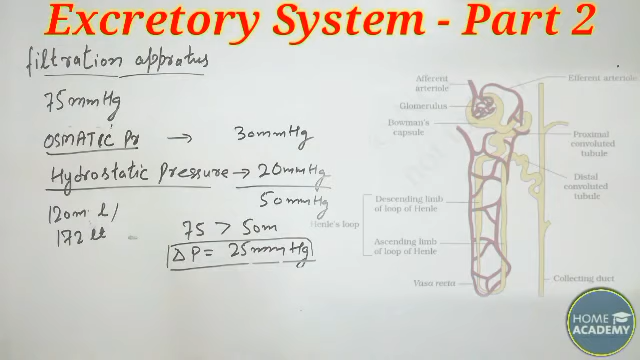 Excretory System - Part 2
filtration appratus
75mmHg
OSMATIC Pr → 30mmHg
Hydrostatic Pressure → 20mmHg
50mmHg
120m l/
172 lt
75 > 50m
ΔP = 25mmHg
Afferent arteriole
Efferent arteriole
Glomerulus
Bowman's capsule
Proximal convoluted tubule
Distal convoluted tubule
Descending limb of loop of Henle
Henle's loop
Ascending limb of loop of Henle
Vasa recta
Collecting duct
HOME
ACADEMY